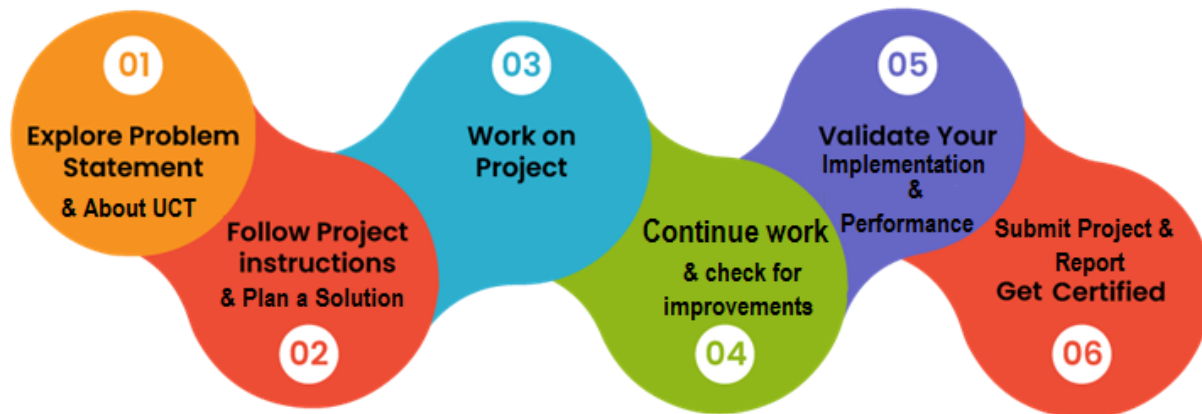 01
Explore Problem
Statement
& About UCT
Follow Project
instructions
& Plan a Solution
02
03
Work on
Project
Continue work
& check for
improvements
04
05
Validate Your
Implementation
&
Performance
Submit Project &
Report
Get Certified
06